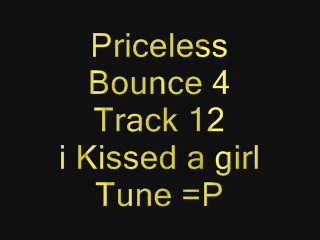 Priceless
Bounce 4
Track 12
i Kissed a girl
Tune =P